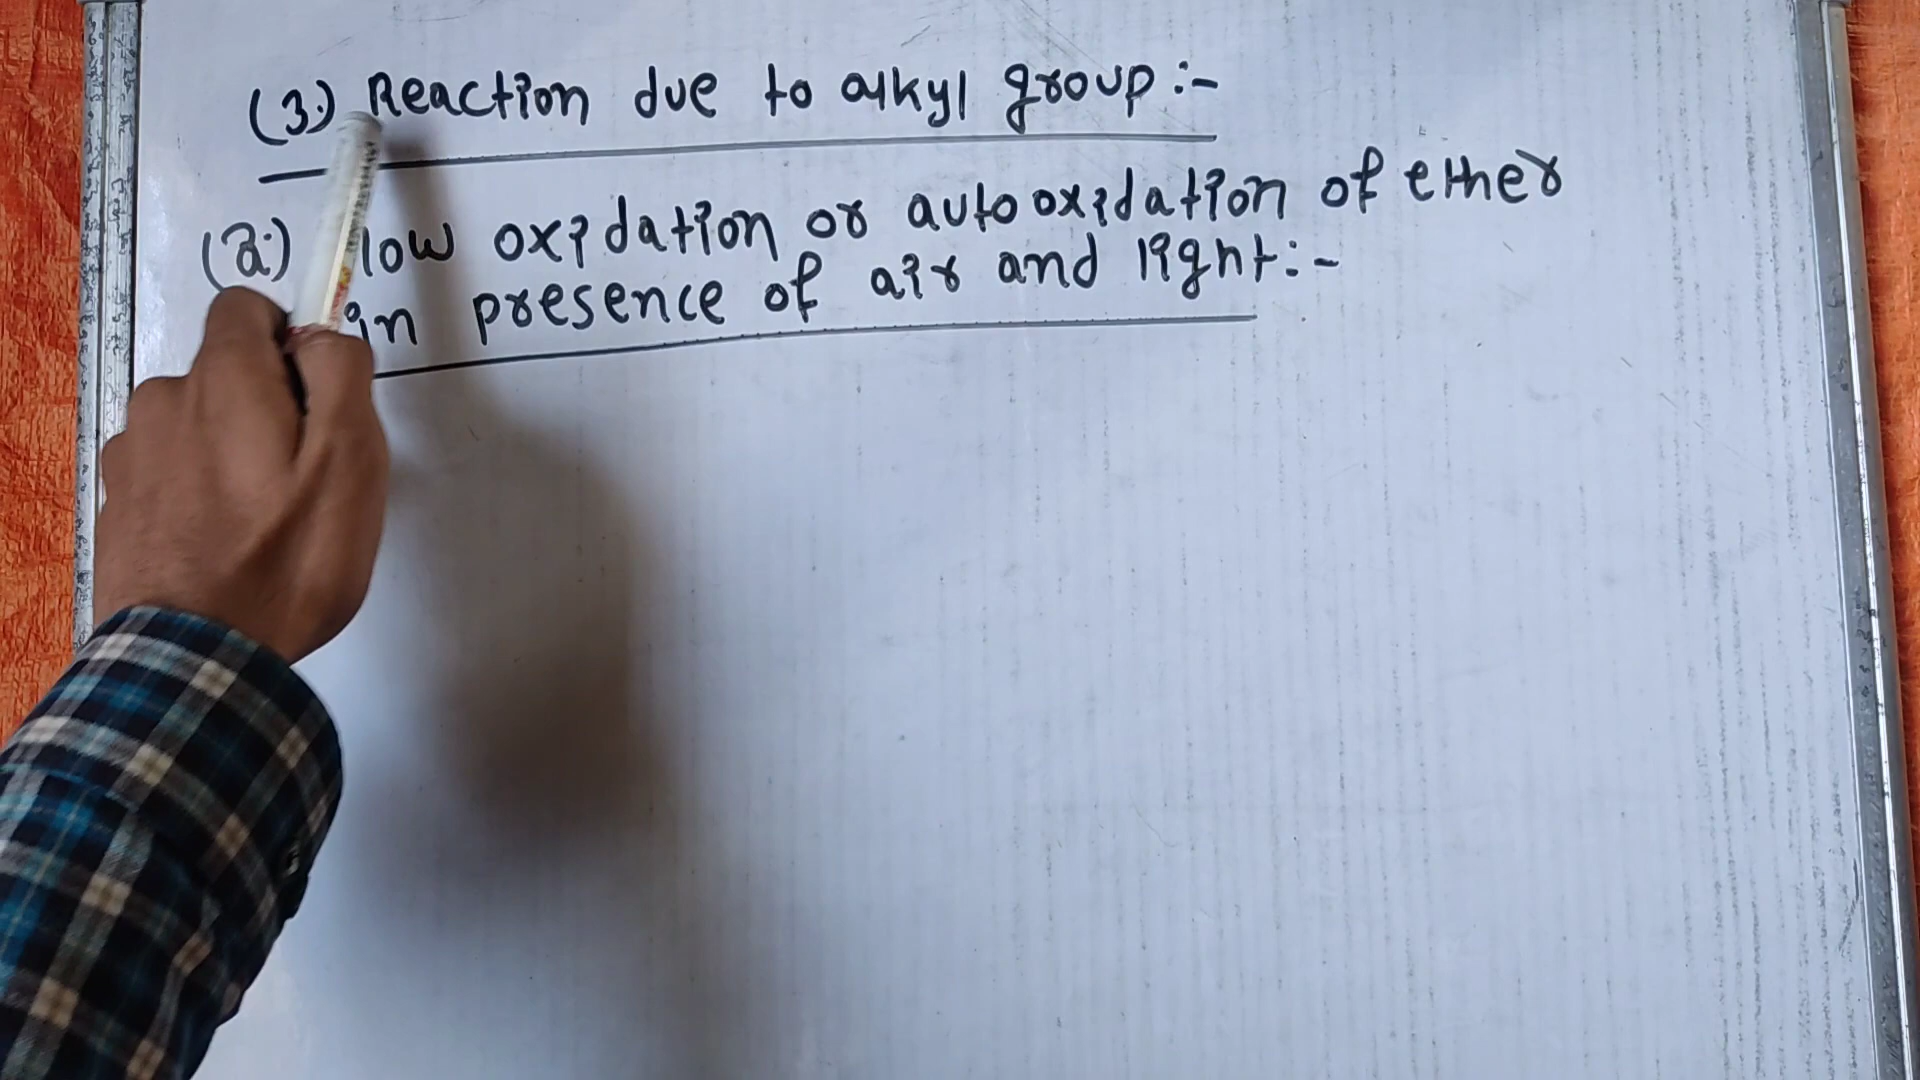 (3.) Reaction due to alkyl group :-
(a.) low oxidation or autooxidation of ether
in presence of air and light :-